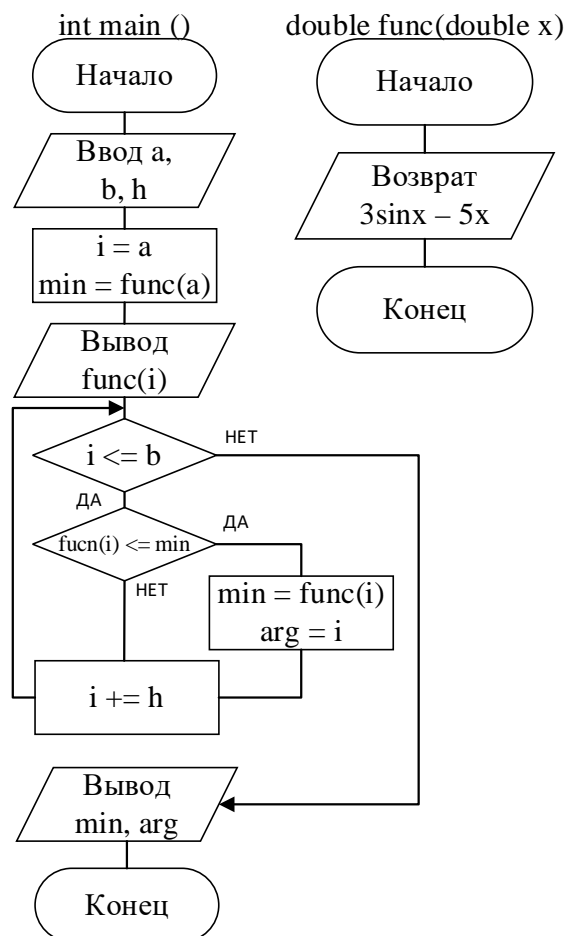 int main ()
Начало
Ввод a,
b, h
i = a
min = func(a)
Вывод
func(i)
i <= b
НЕТ
ДА
fucn(i) <= min
ДА
НЕТ
min = func(i)
arg = i
i += h
Вывод
min, arg
Конец
double func(double x)
Начало
Возврат
3sinx – 5x
Конец